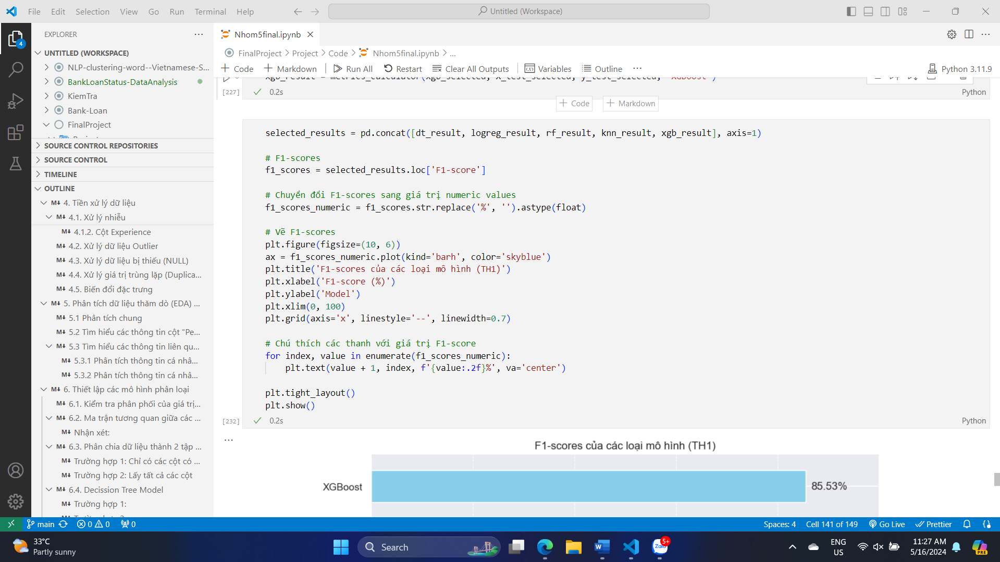 File Edit Selection View Go Run Terminal Help
Untitled (Workspace)
EXPLORER
4
UNTITLED (WORKSPACE)
NLP-clustering-word--Vietnamese-S...
BankLoanStatus-DataAnalysis
KiemTra
Bank-Loan
FinalProject
SOURCE CONTROL REPOSITORIES
SOURCE CONTROL
TIMELINE
OUTLINE
4. Tiền xử lý dữ liệu
4.1. Xử lý nhiễu
4.1.2. Cột Experience
4.2. Xử lý dữ liệu Outlier
4.3. Xử lý dữ liệu bị thiếu (NULL)
4.4. Xử lý giá trị trùng lặp (Duplica...
4.5. Biến đổi đặc trưng
5. Phân tích dữ liệu thăm dò (EDA) ...
5.1 Phân tích chung
5.2 Tìm hiểu các thông tin cột “Pe...
5.3 Tìm hiểu các thông tin liên qu...
5.3.1 Phân tích thông tin cá nhâ...
5.3.2 Phân tích thông tin cá nhâ...
6. Thiết lập các mô hình phân loại
6.1. Kiểm tra phân phối của giá trị...
6.2. Ma trận tương quan giữa các ...
Nhận xét:
6.3. Phân chia dữ liệu thành 2 tập ...
Trường hợp 1: Chỉ có các cột có ...
Trường hợp 2: Lấy tất cả các cột
6.4. Decission Tree Model
Trường hợp 1:
Nhom5final.ipynb
FinalProject > Project > Code > Nhom5final.ipynb > ...
+ Code + Markdown Run All Restart Clear All Outputs Variables Outline ... Python 3.11.9
xgb_result = metrics_calculator(xgb_selected, X_test_selected, y_test_selected, 'XGBoost')
[227] 0.2s Python
+ Code + Markdown
selected_results = pd.concat([dt_result, logreg_result, rf_result, knn_result, xgb_result], axis=1)
# F1-scores
f1_scores = selected_results.loc['F1-score']
# Chuyển đổi F1-scores sang giá trị numeric values
f1_scores_numeric = f1_scores.str.replace('%', '').astype(float)
# Vẽ F1-scores
plt.figure(figsize=(10, 6))
ax = f1_scores_numeric.plot(kind='barh', color='skyblue')
plt.title('F1-scores của các loại mô hình (TH1)')
plt.xlabel('F1-score (%)')
plt.ylabel('Model')
plt.xlim(0, 100)
plt.grid(axis='x', linestyle='--', linewidth=0.7)
# Chú thích các thanh với giá trị F1-score
for index, value in enumerate(f1_scores_numeric):
plt.text(value + 1, index, f'{value:.2f}%', va='center')
plt.tight_layout()
plt.show()
[232] 0.2s Python
...
F1-scores của các loại mô hình (TH1)
XGBoost 85.53%
main 0 0 0 Spaces: 4 Cell 141 of 149 Go Live Prettier
33°C
Partly sunny
Search
Zalo 5+
ENG
US
11:27 AM
5/16/2024
PRE